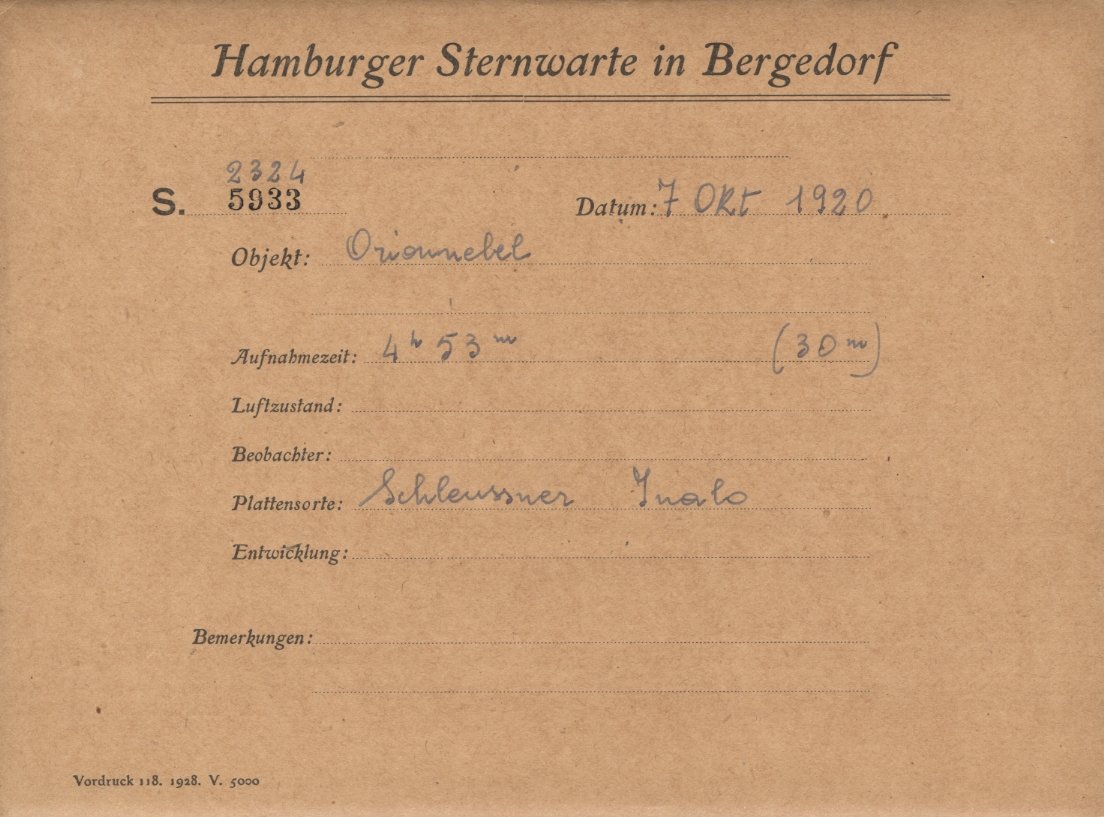 Hamburger Sternwarte in Bergedorf
2324
S. 5933 Datum: 7 Okt 1920
Objekt: Orionnebel
Aufnahmezeit: 4h 53m (30m)
Luftzustand:
Beobachter:
Plattensorte: Schleussner Inalo
Entwicklung:
Bemerkungen:
Vordruck 118. 1928. V. 5000